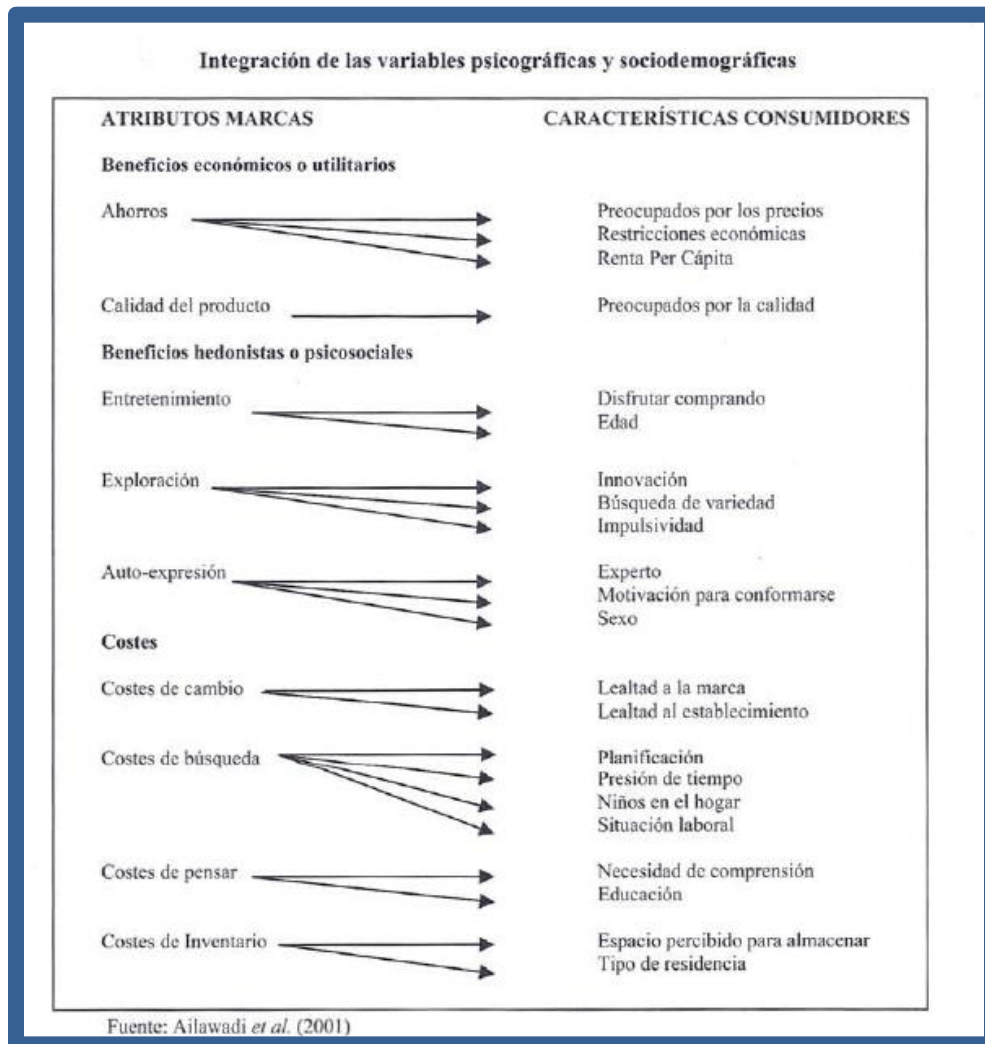 Integración de las variables psicográficas y sociodemográficas
ATRIBUTOS MARCAS CARACTERÍSTICAS CONSUMIDORES
Beneficios económicos o utilitarios
Ahorros Preocupados por los precios
Restricciones económicas
Renta Per Cápita
Calidad del producto Preocupados por la calidad
Beneficios hedonistas o psicosociales
Entretenimiento Disfrutar comprando
Edad
Exploración Innovación
Búsqueda de variedad
Impulsividad
Auto-expresión Experto
Motivación para conformarse
Sexo
Costes
Costes de cambio Lealtad a la marca
Lealtad al establecimiento
Costes de búsqueda Planificación
Presión de tiempo
Niños en el hogar
Situación laboral
Costes de pensar Necesidad de comprensión
Educación
Costes de Inventario Espacio percibido para almacenar
Tipo de residencia
Fuente: Ailawadi et al. (2001)